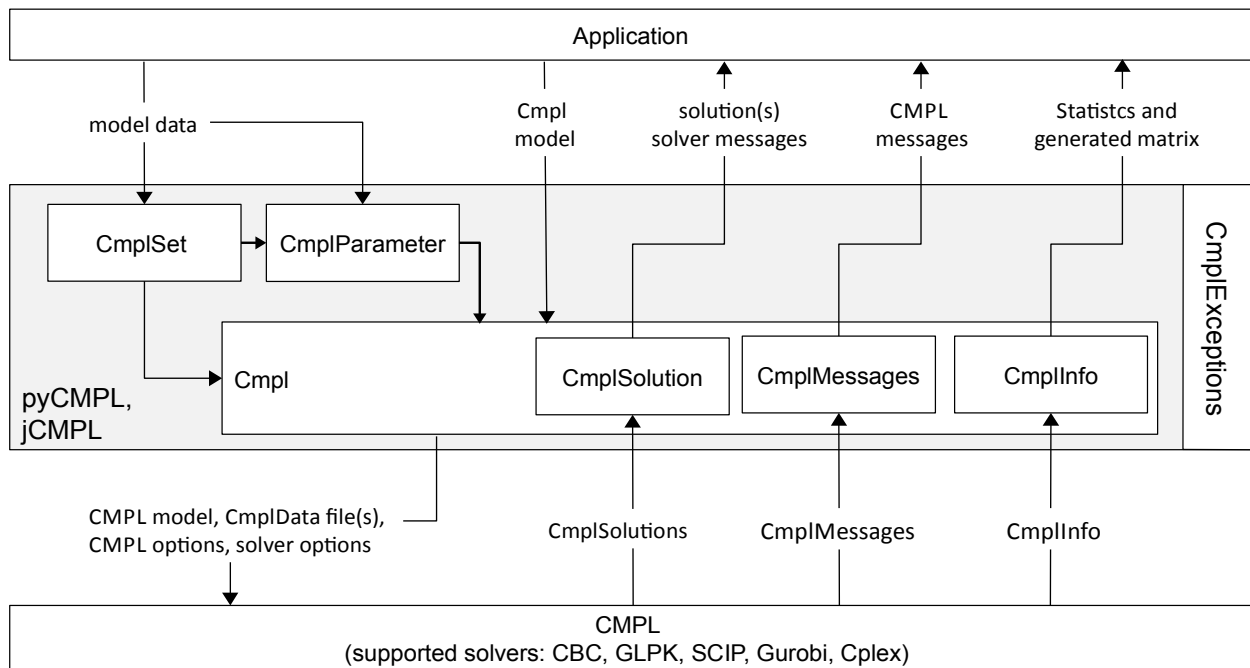 Application
model data
Cmpl
model
solution(s)
solver messages
CMPL
messages
Statistcs and
generated matrix
CmplSet
CmplParameter
CmplExceptions
Cmpl
CmplSolution
CmplMessages
CmplInfo
pyCMPL,
jCMPL
CMPL model, CmplData file(s),
CMPL options, solver options
CmplSolutions
CmplMessages
CmplInfo
CMPL
(supported solvers: CBC, GLPK, SCIP, Gurobi, Cplex)